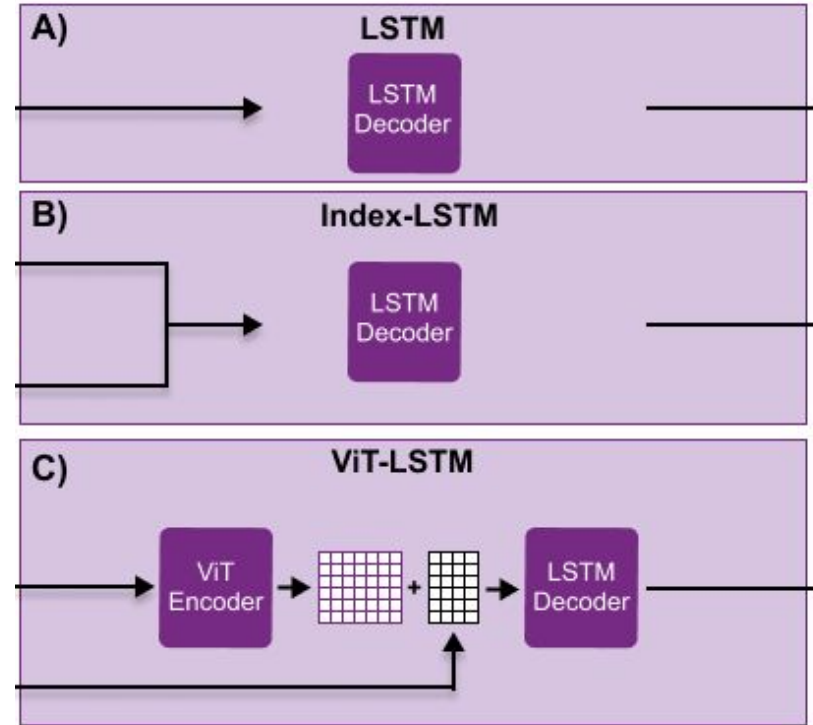 A)
LSTM
LSTM
Decoder
B)
Index-LSTM
LSTM
Decoder
C)
ViT-LSTM
ViT
Encoder
+
LSTM
Decoder